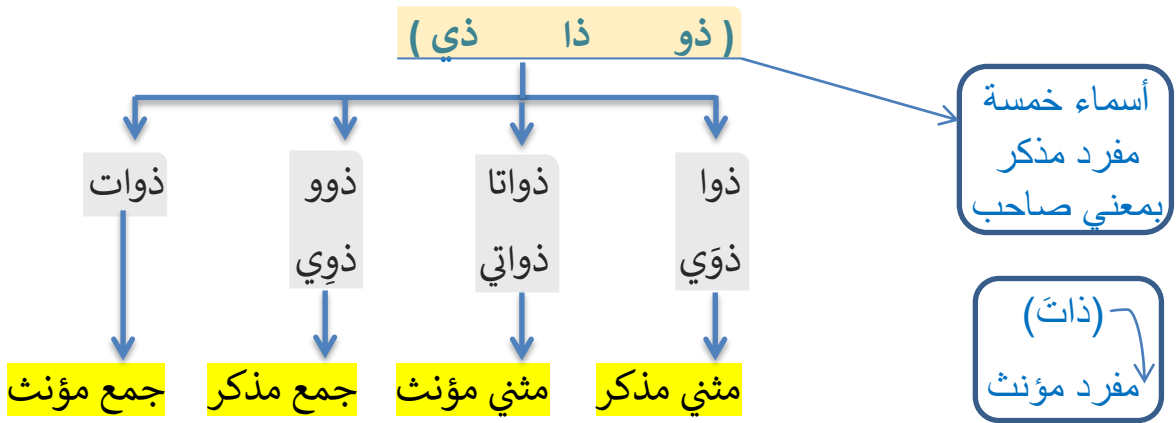 ( ذو ذا ذي )
أسماء خمسة
مفرد مذكر
بمعني صاحب
ذوا
ذوَي
مثني مذكر
ذواتا
ذواتي
مثني مؤنث
ذوو
ذوِي
جمع مذكر
ذوات
جمع مؤنث
(ذاتَ)
مفرد مؤنث